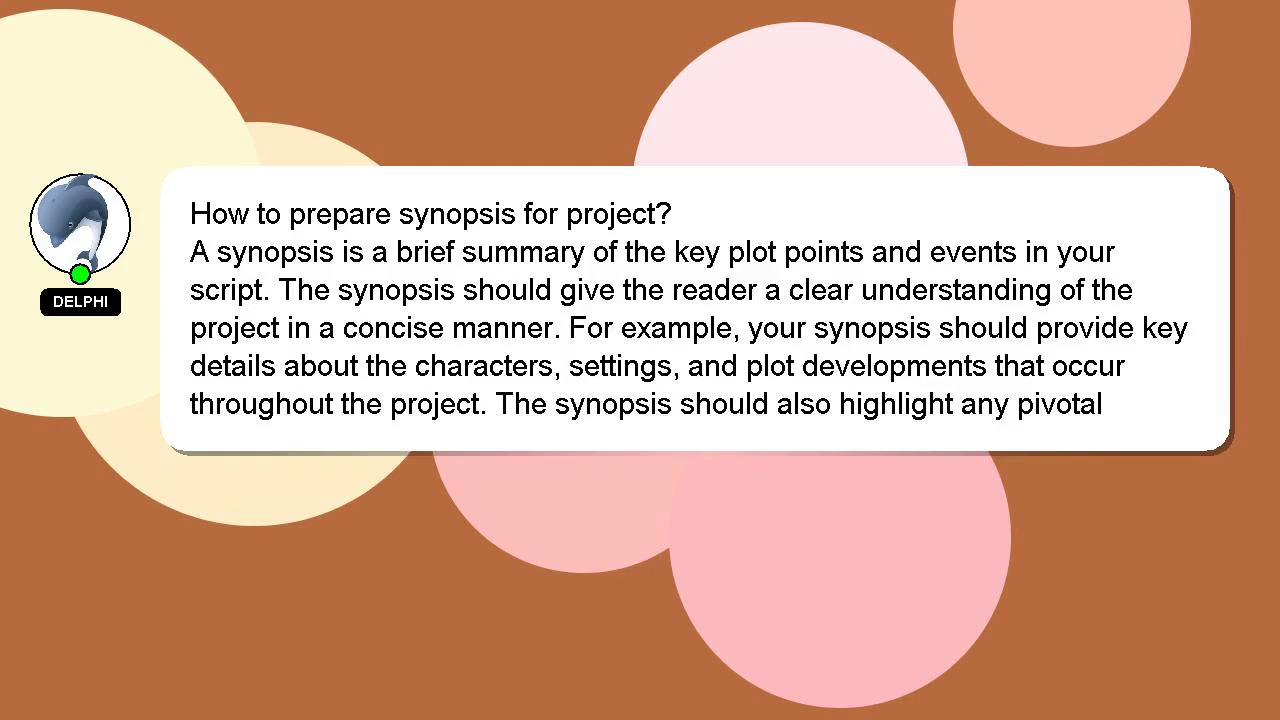 How to prepare synopsis for project?
A synopsis is a brief summary of the key plot points and events in your
script. The synopsis should give the reader a clear understanding of the
project in a concise manner. For example, your synopsis should provide key
details about the characters, settings, and plot developments that occur
throughout the project. The synopsis should also highlight any pivotal
DELPHI